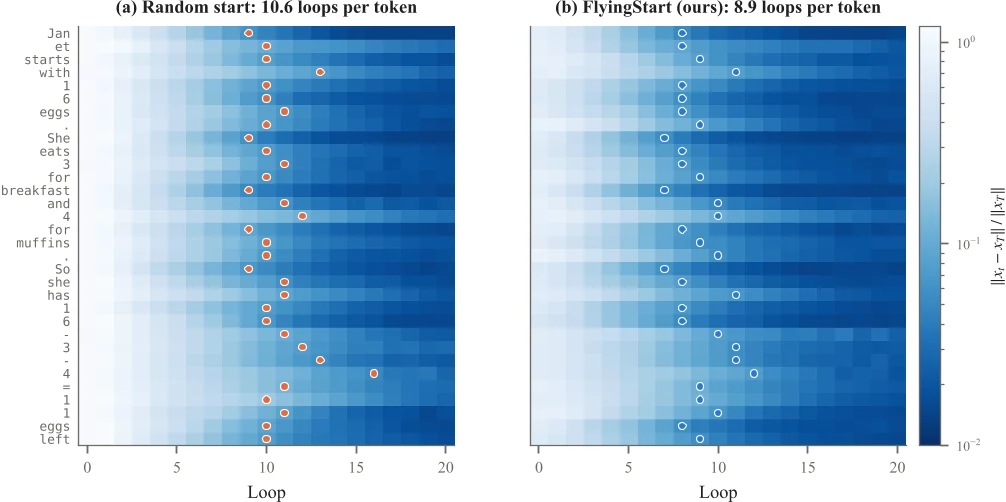 (a) Random start: 10.6 loops per token
(b) FlyingStart (ours): 8.9 loops per token
Jan
et
starts
with
1
6
eggs
.
She
eats
3
for
breakfast
and
4
for
muffins
.
So
she
has
1
6
-
3
-
4
=
1
1
eggs
left
0 5 10 15 20
Loop
0 5 10 15 20
Loop
10⁰
10⁻¹
10⁻²
‖x_t − x_T‖ / ‖x_T‖